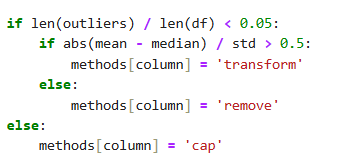 if len(outliers) / len(df) < 0.05:
    if abs(mean - median) / std > 0.5:
        methods[column] = 'transform'
    else:
        methods[column] = 'remove'
else:
    methods[column] = 'cap'